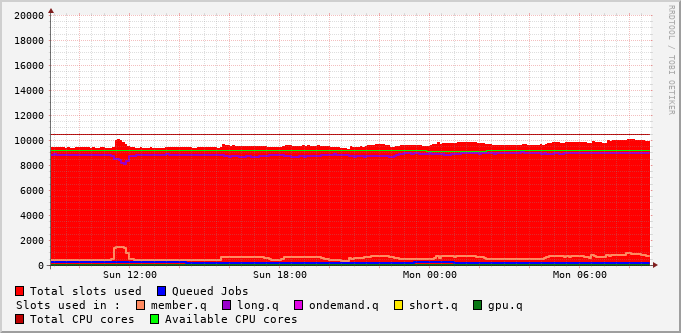 RRDTOOL / TOBI OETIKER
20000
18000
16000
14000
12000
10000
8000
6000
4000
2000
0
Sun 12:00 Sun 18:00 Mon 00:00 Mon 06:00
Total slots used Queued Jobs
Slots used in : member.q long.q ondemand.q short.q gpu.q
Total CPU cores Available CPU cores